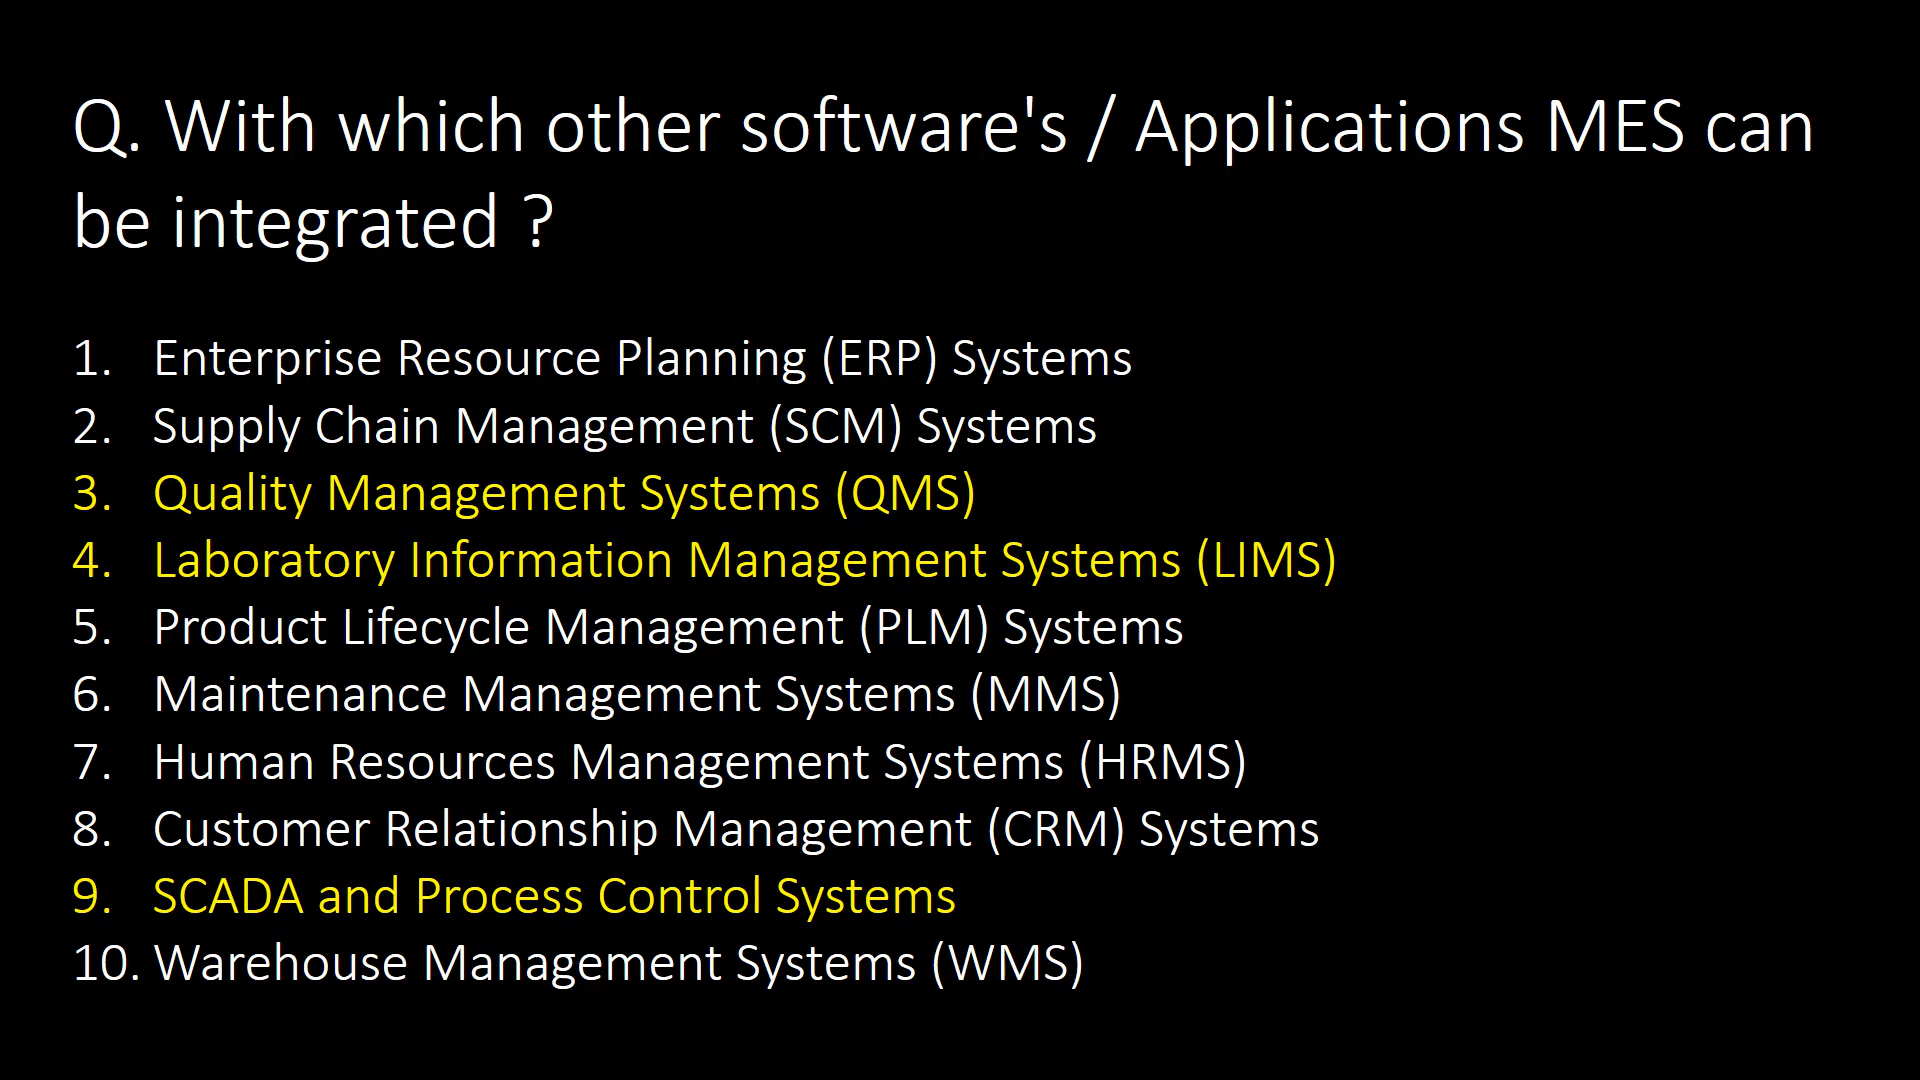 Q. With which other software's / Applications MES can
be integrated ?
1. Enterprise Resource Planning (ERP) Systems
2. Supply Chain Management (SCM) Systems
3. Quality Management Systems (QMS)
4. Laboratory Information Management Systems (LIMS)
5. Product Lifecycle Management (PLM) Systems
6. Maintenance Management Systems (MMS)
7. Human Resources Management Systems (HRMS)
8. Customer Relationship Management (CRM) Systems
9. SCADA and Process Control Systems
10. Warehouse Management Systems (WMS)